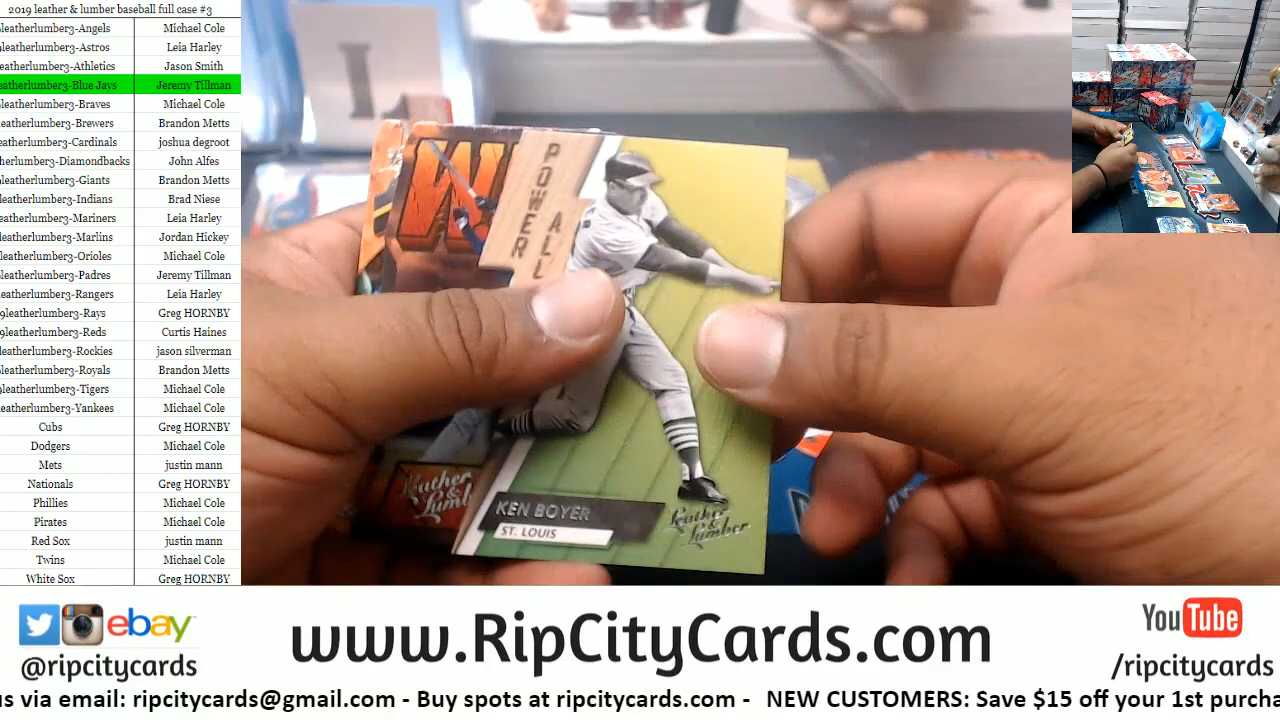 2019 leather & lumber baseball full case #3
leatherlumber3-Angels Michael Cole
leatherlumber3-Astros Leia Harley
leatherlumber3-Athletics Jason Smith
leatherlumber3-Blue Jays Jeremy Tillman
leatherlumber3-Braves Michael Cole
leatherlumber3-Brewers Brandon Metts
leatherlumber3-Cardinals joshua degroot
herlumber3-Diamondbacks John Alfes
leatherlumber3-Giants Brandon Metts
leatherlumber3-Indians Brad Niese
leatherlumber3-Mariners Leia Harley
leatherlumber3-Marlins Jordan Hickey
leatherlumber3-Orioles Michael Cole
leatherlumber3-Padres Jeremy Tillman
leatherlumber3-Rangers Leia Harley
9leatherlumber3-Rays Greg HORNBY
9leatherlumber3-Reds Curtis Haines
leatherlumber3-Rockies jason silverman
leatherlumber3-Royals Brandon Metts
9leatherlumber3-Tigers Michael Cole
leatherlumber3-Yankees Michael Cole
Cubs Greg HORNBY
Dodgers Michael Cole
Mets justin mann
Nationals Greg HORNBY
Phillies Michael Cole
Pirates Michael Cole
Red Sox justin mann
Twins Michael Cole
White Sox Greg HORNBY
POWER
ALL
Leather
&
Lumb
KEN BOYER
ST. LOUIS
Leather
&
Lumber
ebay
@ripcitycards
www.RipCityCards.com
YouTube
/ripcitycards
us via email: ripcitycards@gmail.com - Buy spots at ripcitycards.com - NEW CUSTOMERS: Save $15 off your 1st purcha